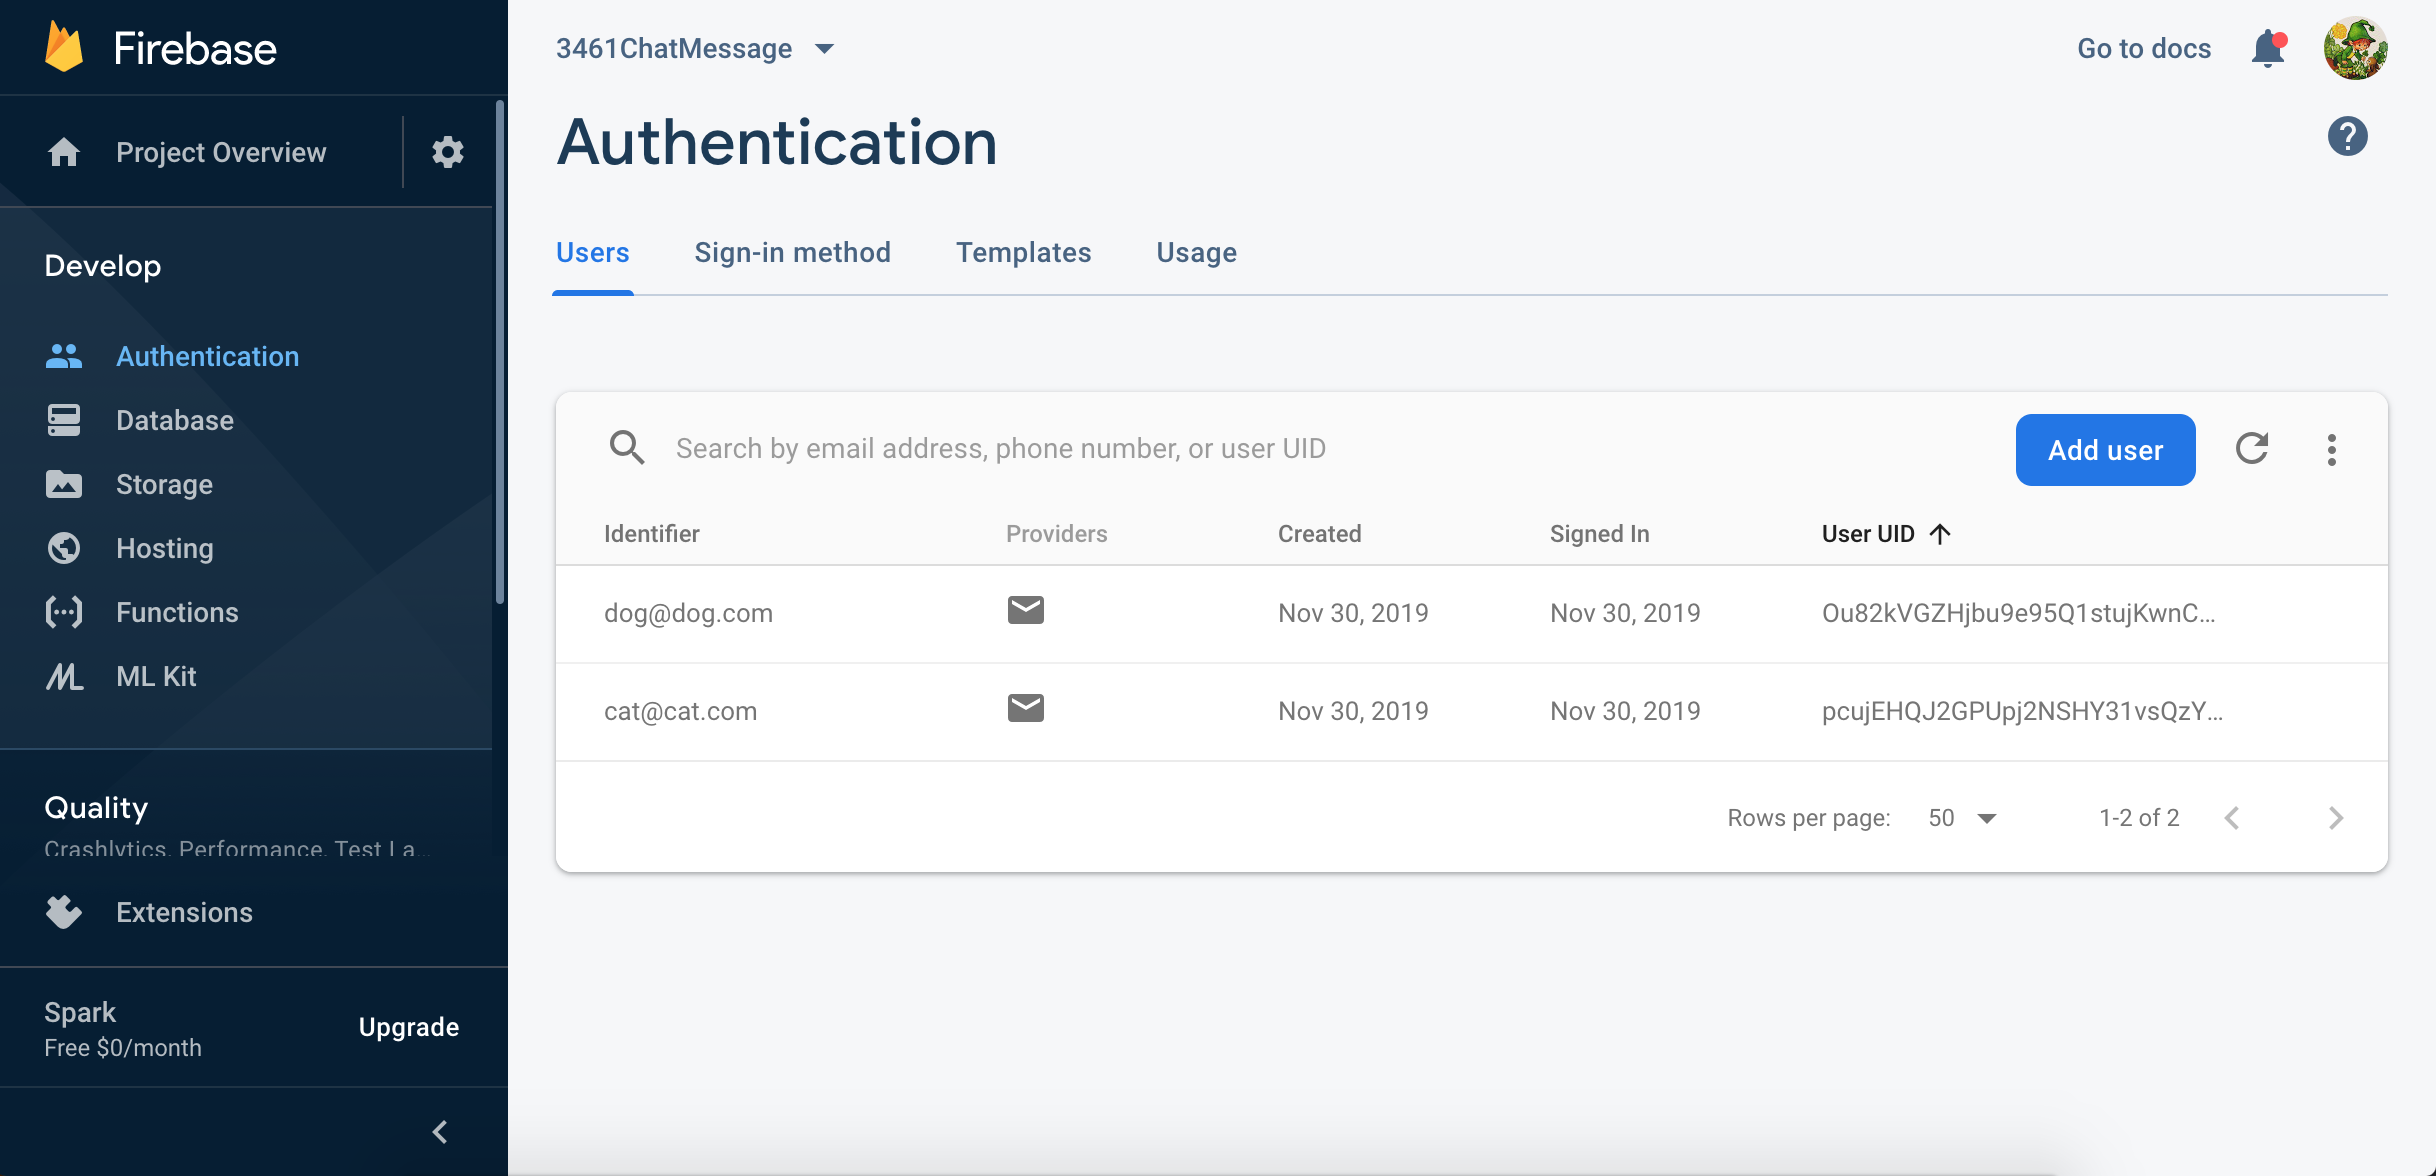 Firebase
Project Overview
Develop
Authentication
Database
Storage
Hosting
Functions
ML Kit
Quality
Crashlytics, Performance, Test La...
Extensions
Spark
Free $0/month
Upgrade
3461ChatMessage
Go to docs
Authentication
Users Sign-in method Templates Usage
Search by email address, phone number, or user UID
Add user
Identifier Providers Created Signed In User UID
dog@dog.com Nov 30, 2019 Nov 30, 2019 Ou82kVGZHjbu9e95Q1stujKwnC...
cat@cat.com Nov 30, 2019 Nov 30, 2019 pcujEHQJ2GPUpj2NSHY31vsQzY...
Rows per page: 50 1-2 of 2